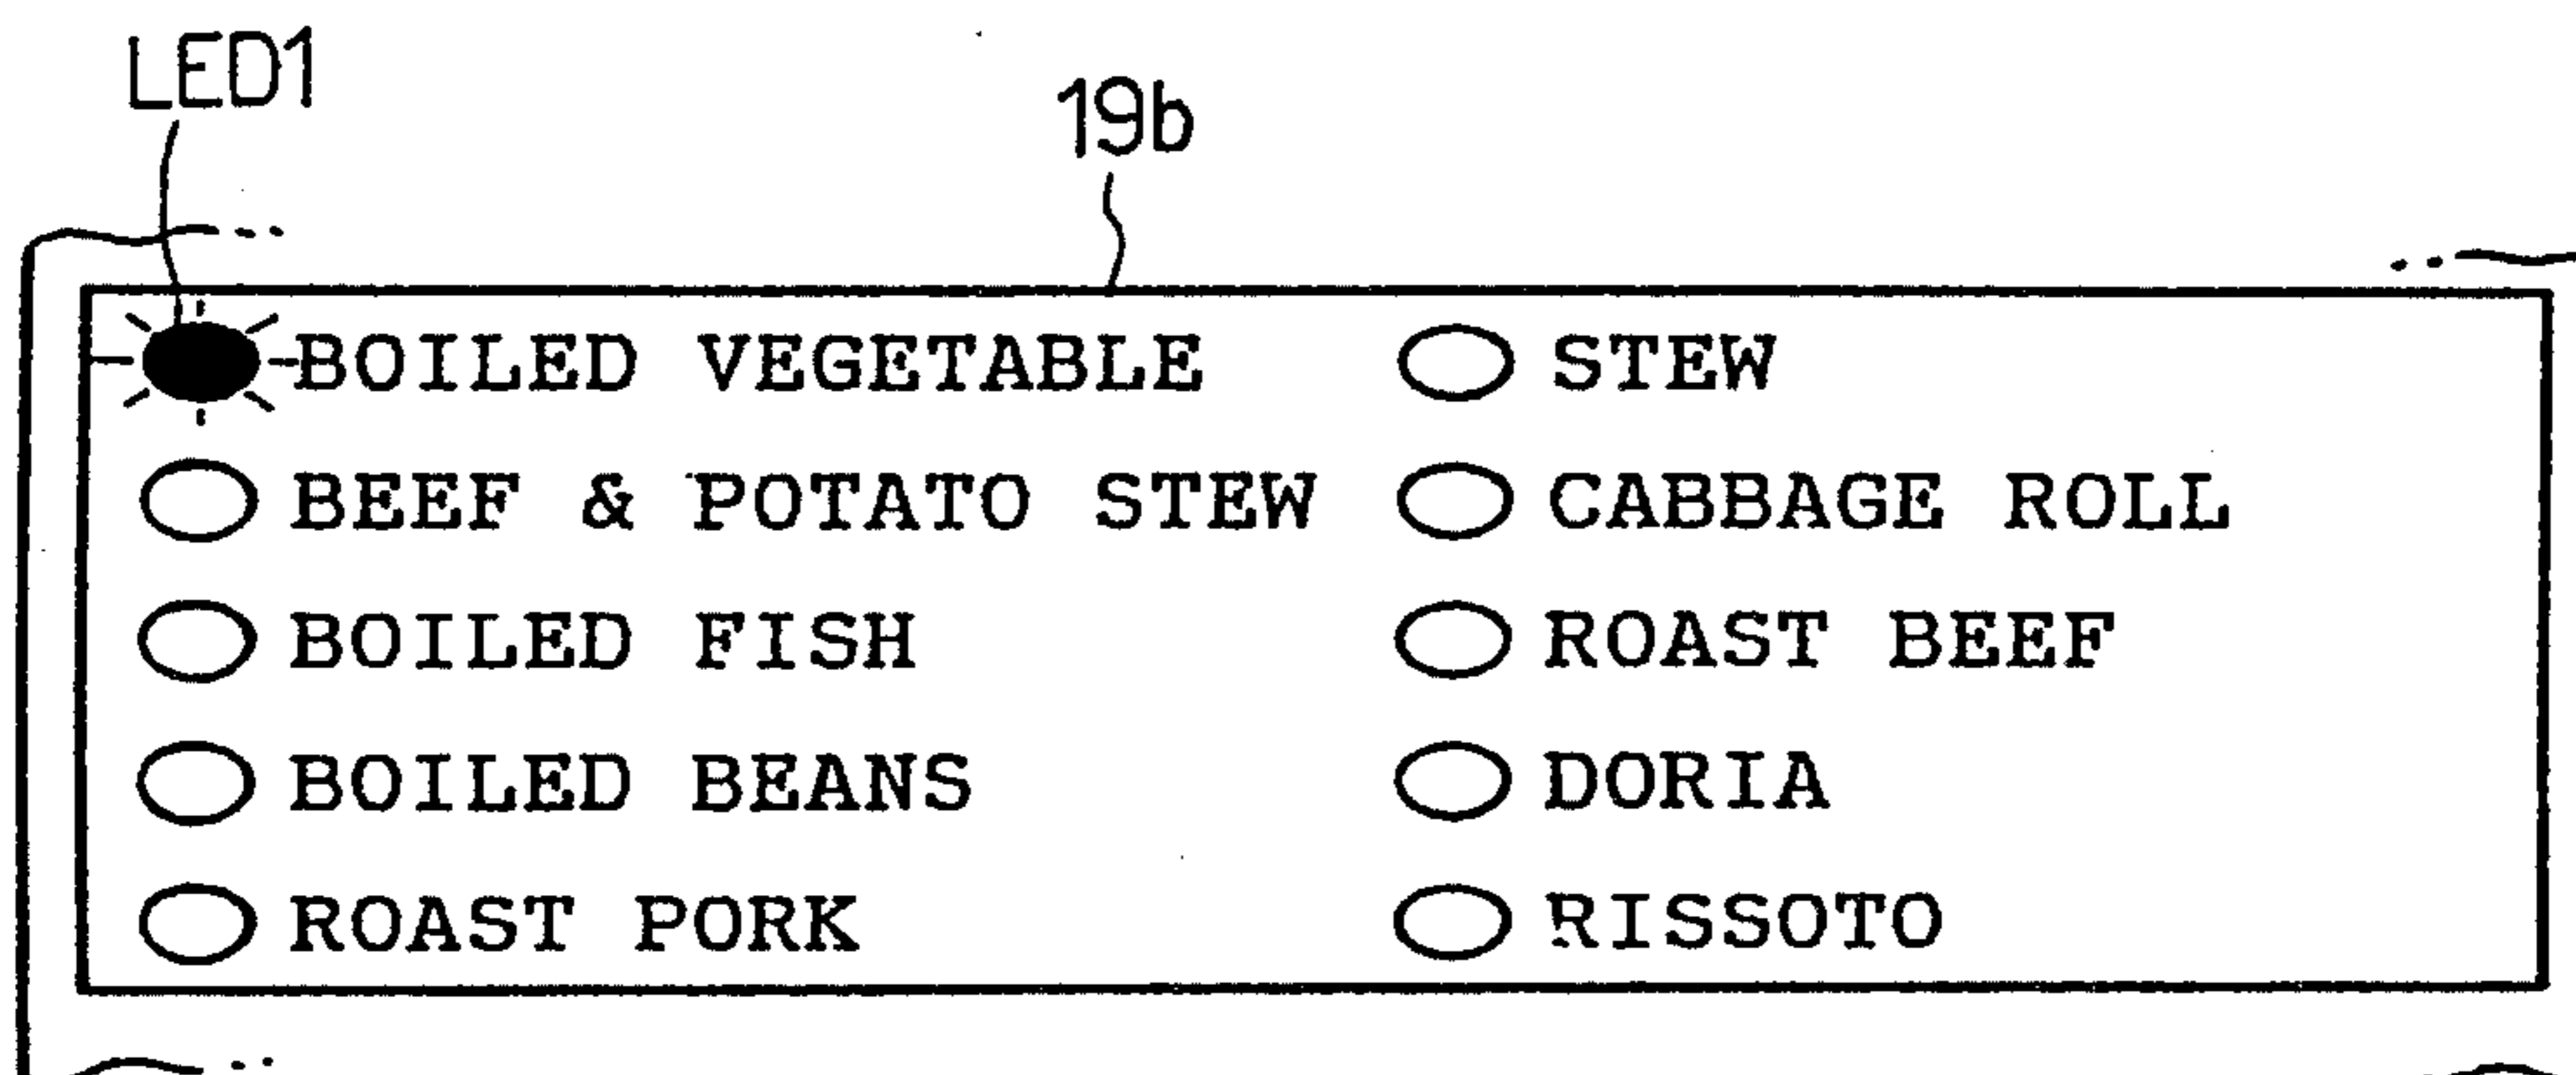 LED1
19b
BOILED VEGETABLE
BEEF & POTATO STEW
BOILED FISH
BOILED BEANS
ROAST PORK
STEW
CABBAGE ROLL
ROAST BEEF
DORIA
RISSOTO